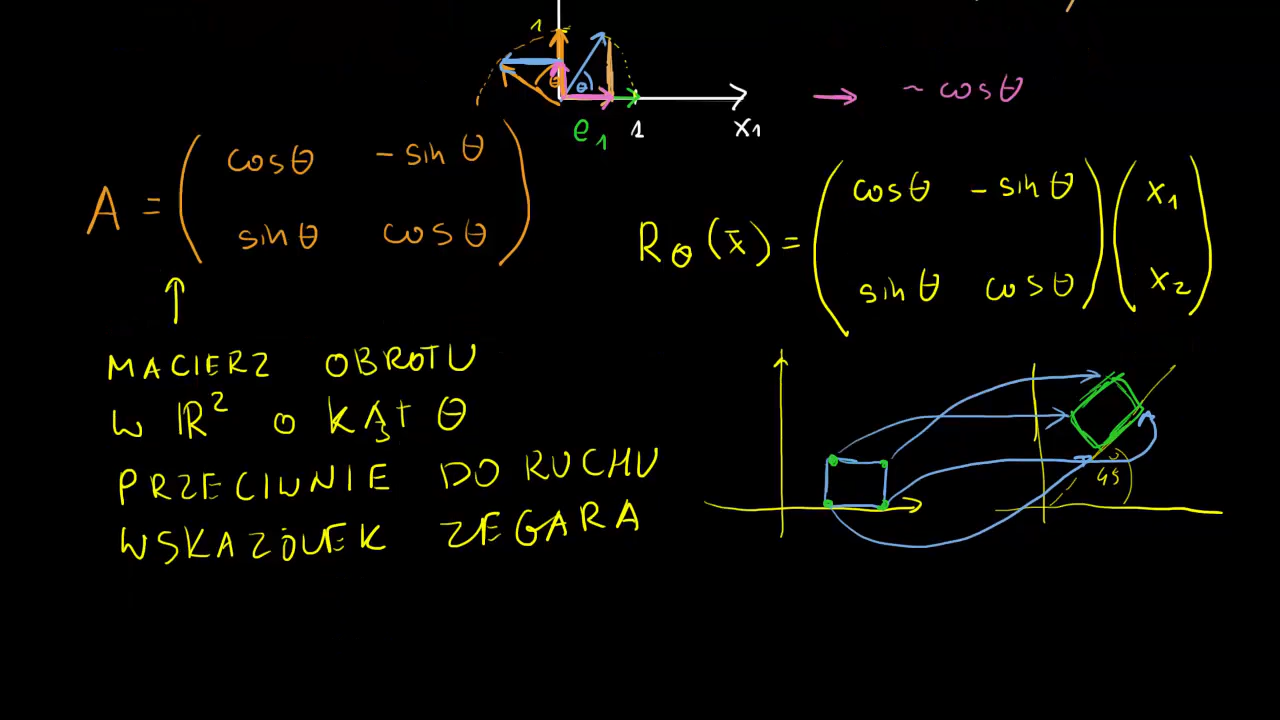 1
θ
θ
e₁
1
x₁
~ cosθ
A = ( cosθ -sinθ
sinθ cosθ )
R_θ(x̄) = ( cosθ -sinθ
sinθ cosθ ) ( x₁
x₂ )
↑
MACIERZ OBROTU
W ℝ² O KĄT θ
PRZECIWNIE DO RUCHU
WSKAZÓWEK ZEGARA
45